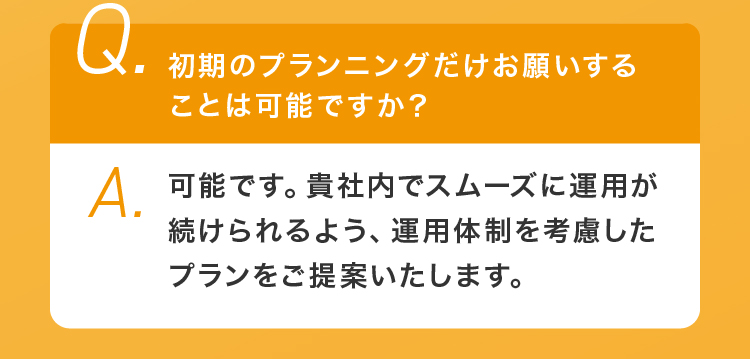 Q. 初期のプランニングだけお願いする
ことは可能ですか？
A. 可能です。貴社内でスムーズに運用が
続けられるよう、運用体制を考慮した
プランをご提案いたします。